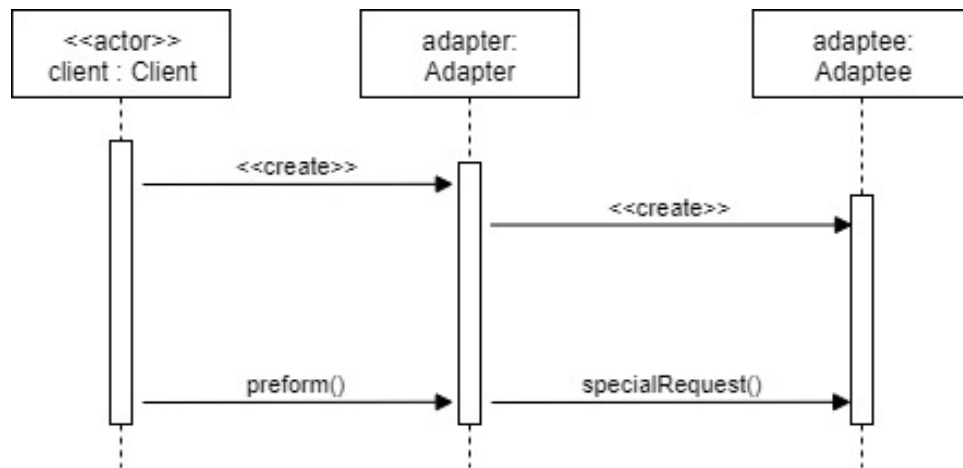 <<actor>>
client : Client
adapter:
Adapter
adaptee:
Adaptee
<<create>>
<<create>>
preform()
specialRequest()